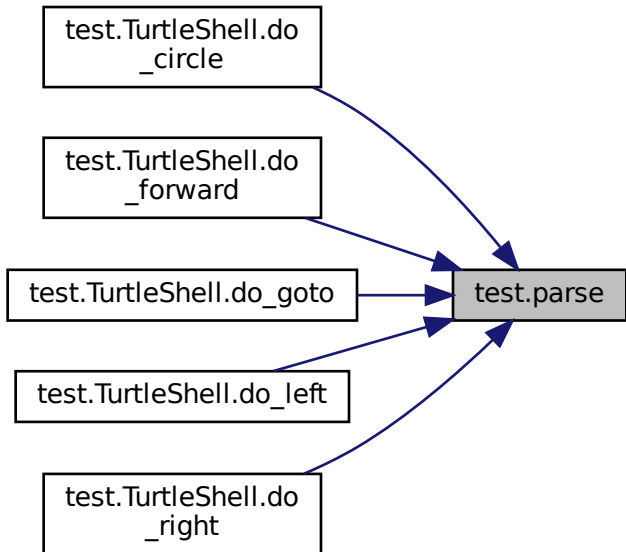 test.TurtleShell.do
_circle
test.TurtleShell.do
_forward
test.TurtleShell.do_goto
test.parse
test.TurtleShell.do_left
test.TurtleShell.do
_right